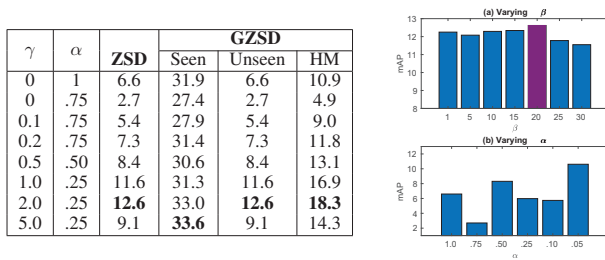 γ α ZSD GZSD
Seen Unseen HM
0 1 6.6 31.9 6.6 10.9
0 .75 2.7 27.4 2.7 4.9
0.1 .75 5.4 27.9 5.4 9.0
0.2 .75 7.3 31.4 7.3 11.8
0.5 .50 8.4 30.6 8.4 13.1
1.0 .25 11.6 31.3 11.6 16.9
2.0 .25 12.6 33.0 12.6 18.3
5.0 .25 9.1 33.6 9.1 14.3
(a) Varying β
13
12
11
10
9
8
mAP
1 5 10 15 20 25 30
β
(b) Varying α
12
10
8
6
4
2
mAP
1.0 .75 .50 .25 .10 .05
α